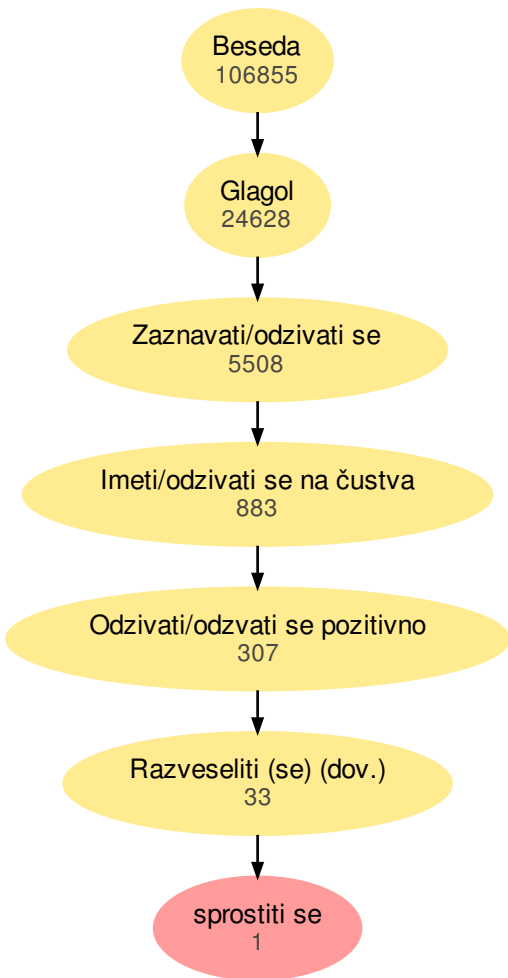 Beseda
106855
Glagol
24628
Zaznavati/odzivati se
5508
Imeti/odzivati se na čustva
883
Odzivati/odzvati se pozitivno
307
Razveseliti (se) (dov.)
33
sprostiti se
1